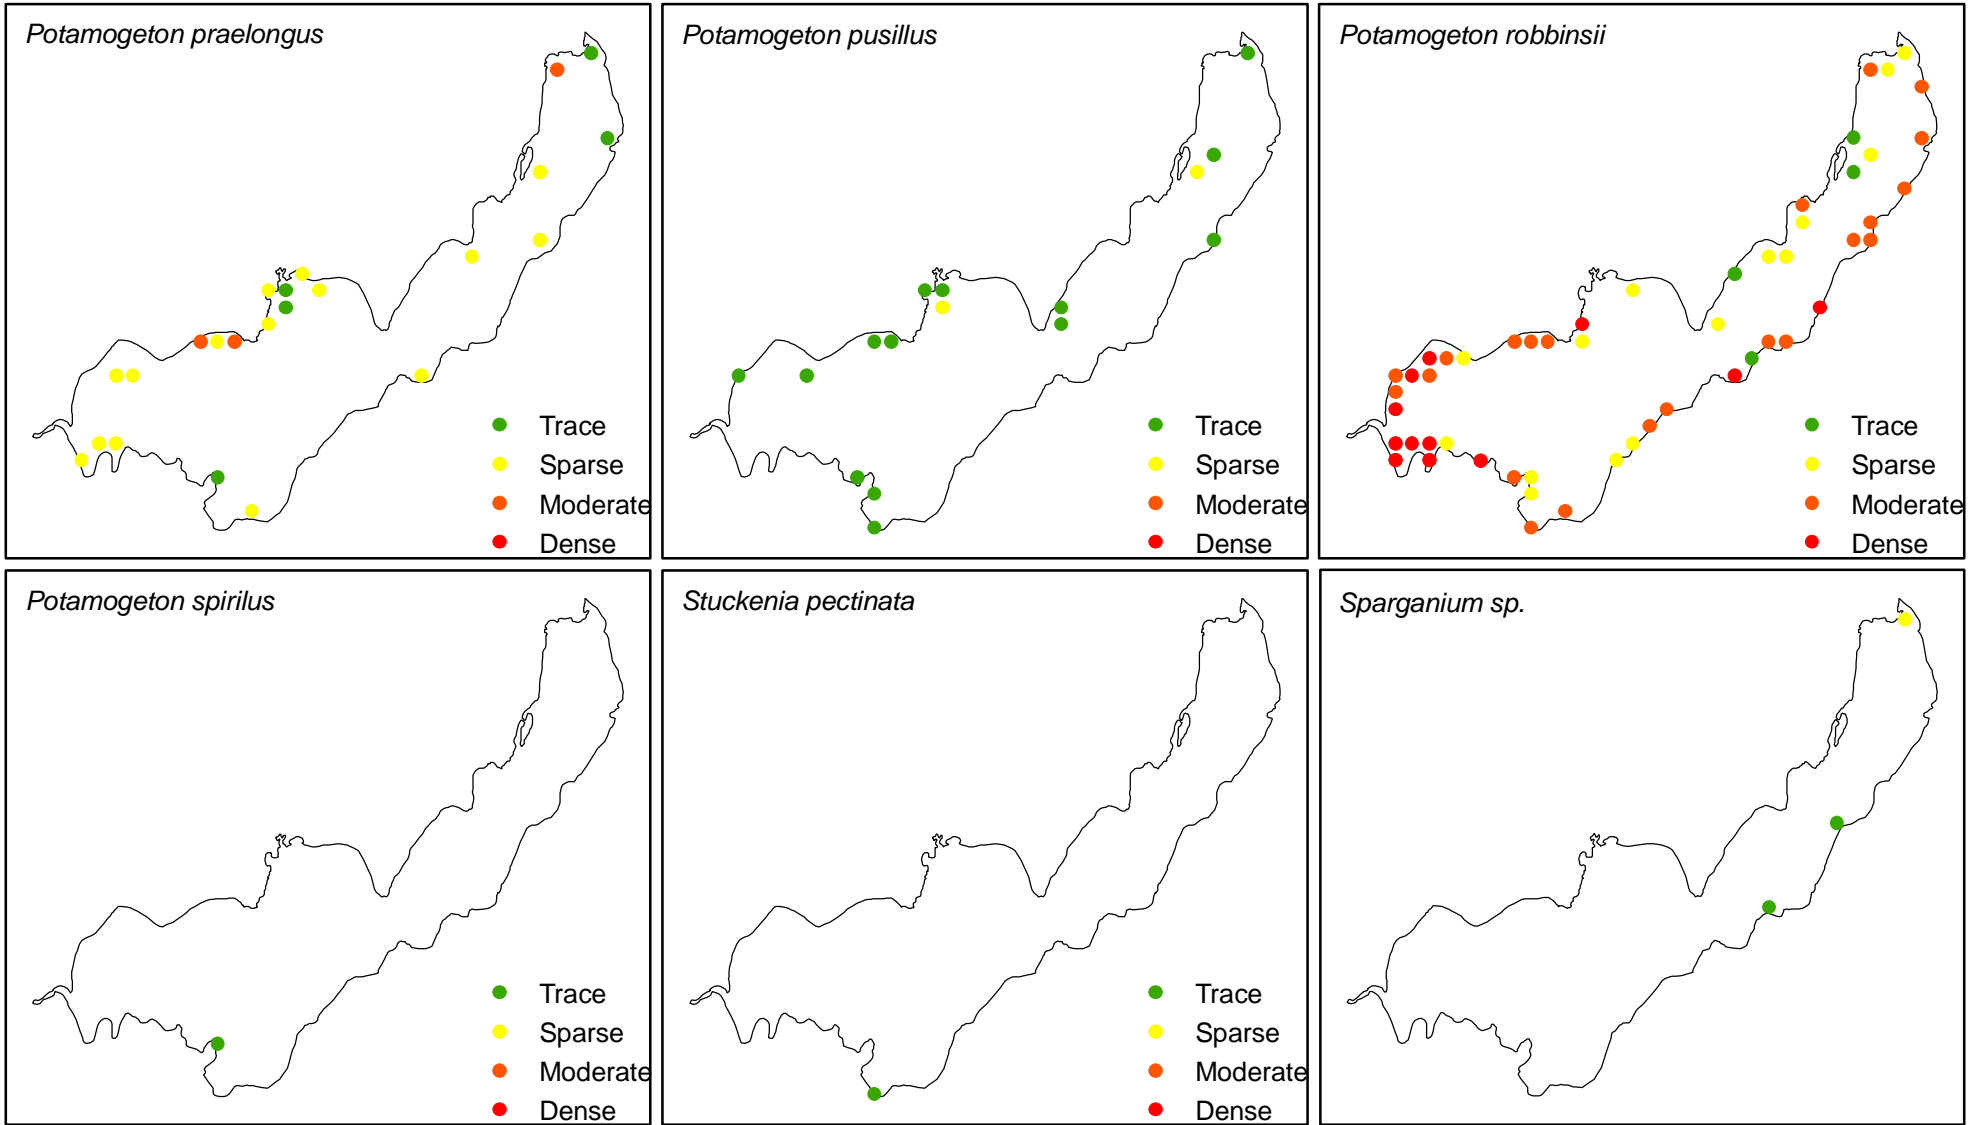 Potamogeton praelongus
Trace
Sparse
Moderate
Dense
Potamogeton pusillus
Trace
Sparse
Moderate
Dense
Potamogeton robbinsii
Trace
Sparse
Moderate
Dense
Potamogeton spirilus
Trace
Sparse
Moderate
Dense
Stuckenia pectinata
Trace
Sparse
Moderate
Dense
Sparganium sp.